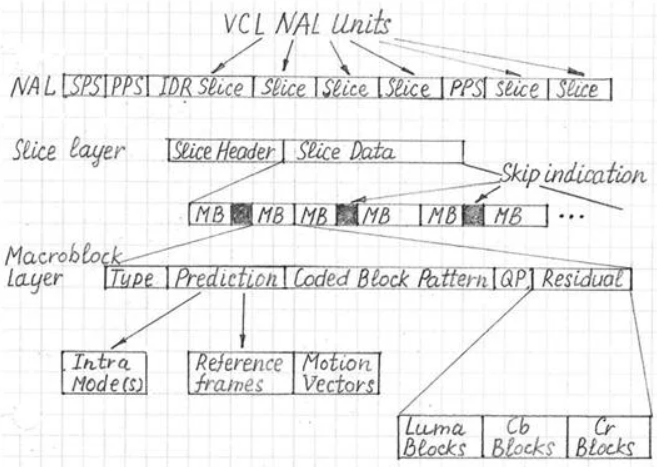 VCL NAL Units
NAL SPS PPS IDR Slice Slice Slice Slice PPS Slice Slice
Slice layer Slice Header Slice Data
Skip indication
MB MB MB MB MB MB ...
Macroblock
Layer
Type Prediction Coded Block Pattern QP Residual
Intra
Mode(s)
Reference
frames
Motion
Vectors
Luma
Blocks
Cb
Blocks
Cr
Blocks